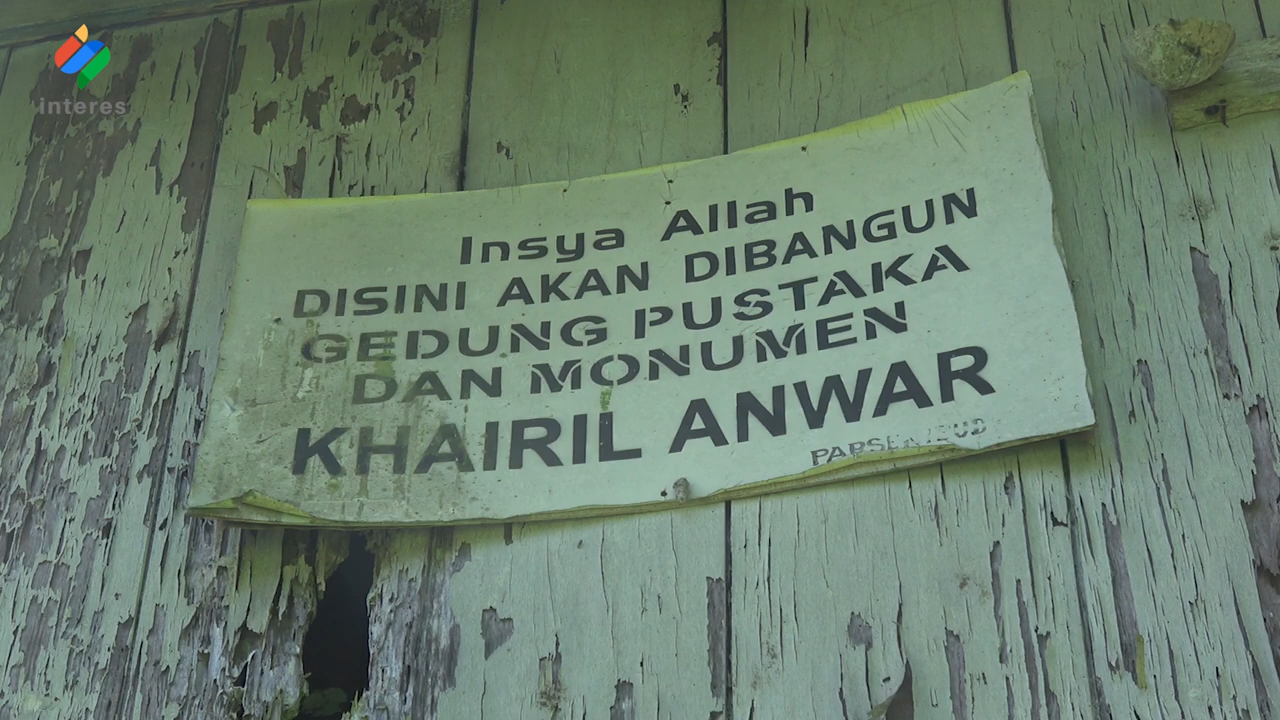 interes
Insya Allah
DISINI AKAN DIBANGUN
GEDUNG PUSTAKA
DAN MONUMEN
KHAIRIL ANWAR